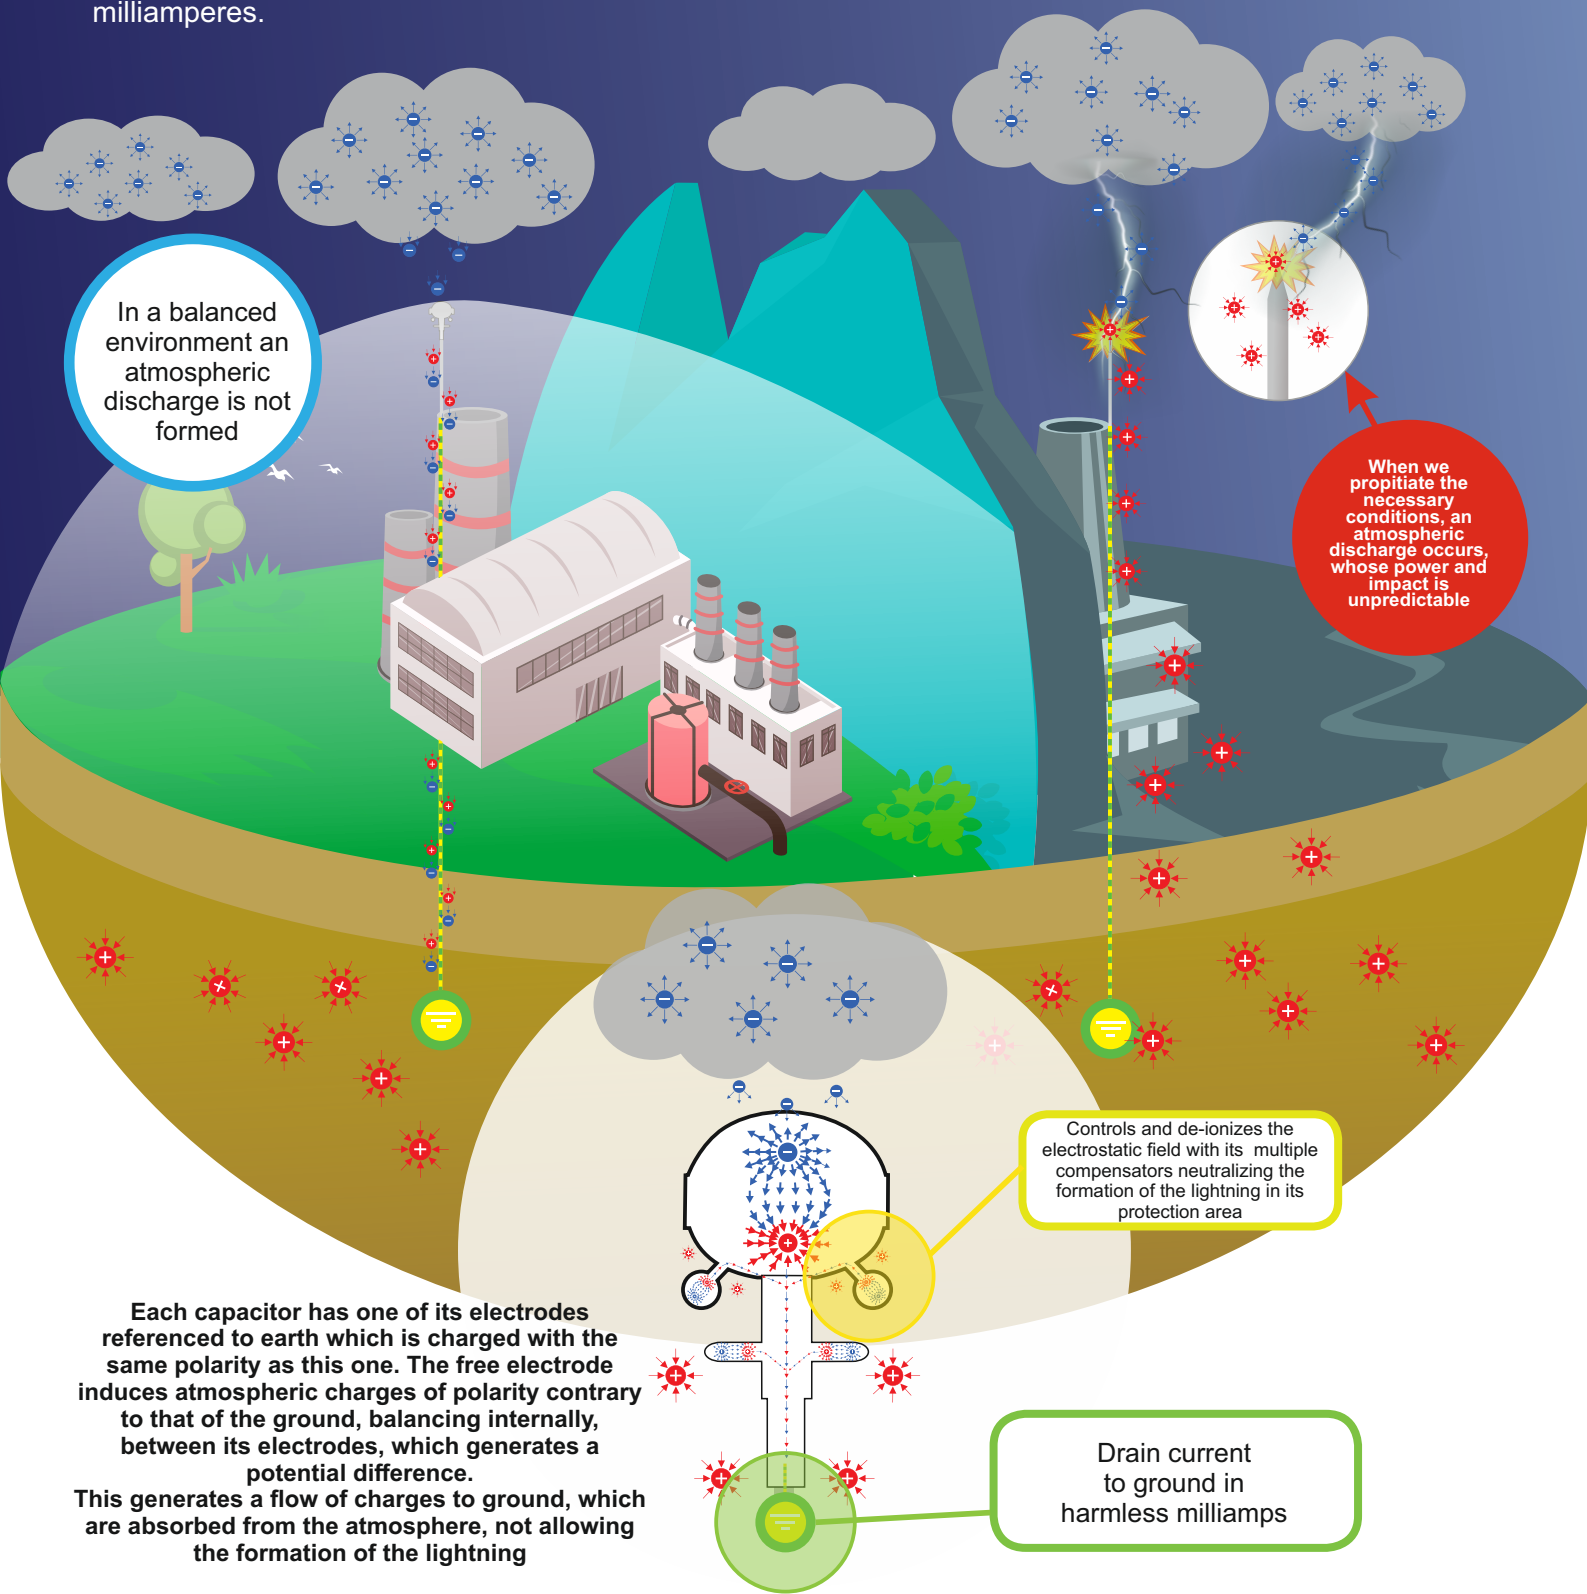 milliamperes.
In a balanced
environment an
atmospheric
discharge is not
formed
When we
propitiate the
necessary
conditions, an
atmospheric
discharge occurs,
whose power and
impact is
unpredictable
Controls and de-ionizes the
electrostatic field with its multiple
compensators neutralizing the
formation of the lightning in its
protection area
Each capacitor has one of its electrodes
referenced to earth which is charged with the
same polarity as this one. The free electrode
induces atmospheric charges of polarity contrary
to that of the ground, balancing internally,
between its electrodes, which generates a
potential difference.
This generates a flow of charges to ground, which
are absorbed from the atmosphere, not allowing
the formation of the lightning
Drain current
to ground in
harmless milliamps